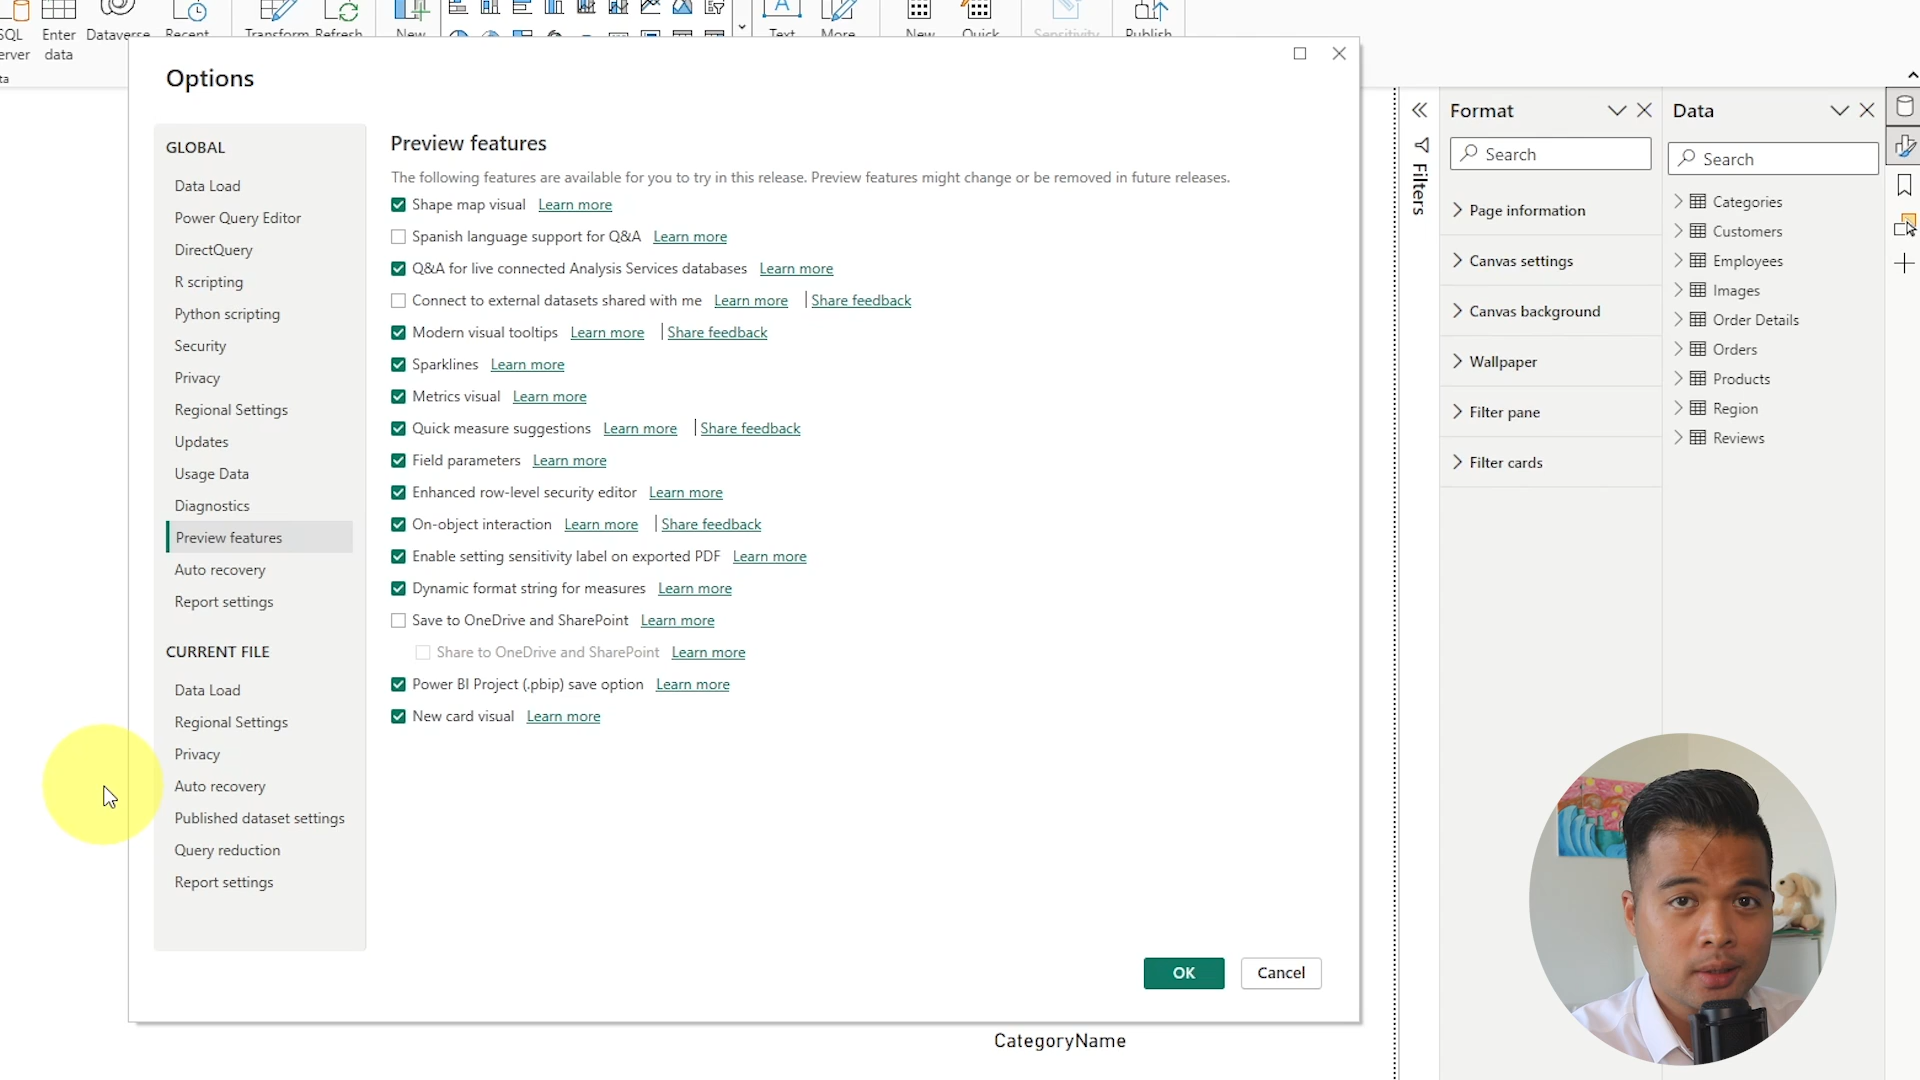 SQL
Enter
Dataverse
Recent
Transform
Refresh
New
Text
More
New
Quick
Sensitivity
Publish
erver
data
ta
Options
GLOBAL
Data Load
Power Query Editor
DirectQuery
R scripting
Python scripting
Security
Privacy
Regional Settings
Updates
Usage Data
Diagnostics
Preview features
Auto recovery
Report settings
CURRENT FILE
Data Load
Regional Settings
Privacy
Auto recovery
Published dataset settings
Query reduction
Report settings
Preview features
The following features are available for you to try in this release. Preview features might change or be removed in future releases.
Shape map visual Learn more
Spanish language support for Q&A Learn more
Q&A for live connected Analysis Services databases Learn more
Connect to external datasets shared with me Learn more | Share feedback
Modern visual tooltips Learn more | Share feedback
Sparklines Learn more
Metrics visual Learn more
Quick measure suggestions Learn more | Share feedback
Field parameters Learn more
Enhanced row-level security editor Learn more
On-object interaction Learn more | Share feedback
Enable setting sensitivity label on exported PDF Learn more
Dynamic format string for measures Learn more
Save to OneDrive and SharePoint Learn more
Share to OneDrive and SharePoint Learn more
Power BI Project (.pbip) save option Learn more
New card visual Learn more
OK
Cancel
CategoryName
Filters
Format
Search
Page information
Canvas settings
Canvas background
Wallpaper
Filter pane
Filter cards
Data
Search
Categories
Customers
Employees
Images
Order Details
Orders
Products
Region
Reviews